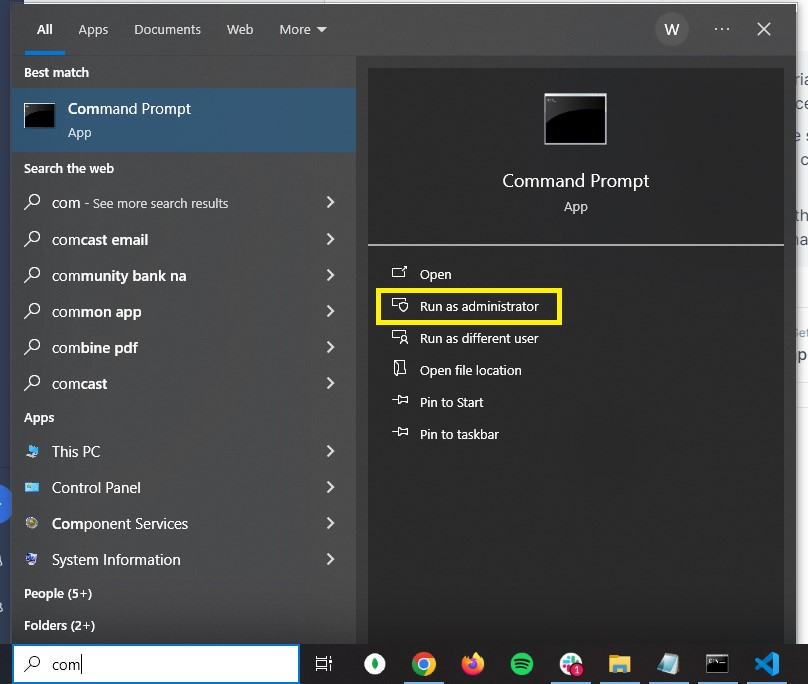 All Apps Documents Web More W ... 
Best match
Command Prompt
App
Search the web
com - See more search results
comcast email
community bank na
common app
combine pdf
comcast
Apps
This PC
Control Panel
Component Services
System Information
People (5+)
Folders (2+)
Command Prompt
App
Open
Run as administrator
Run as different user
Open file location
Pin to Start
Pin to taskbar
com
1